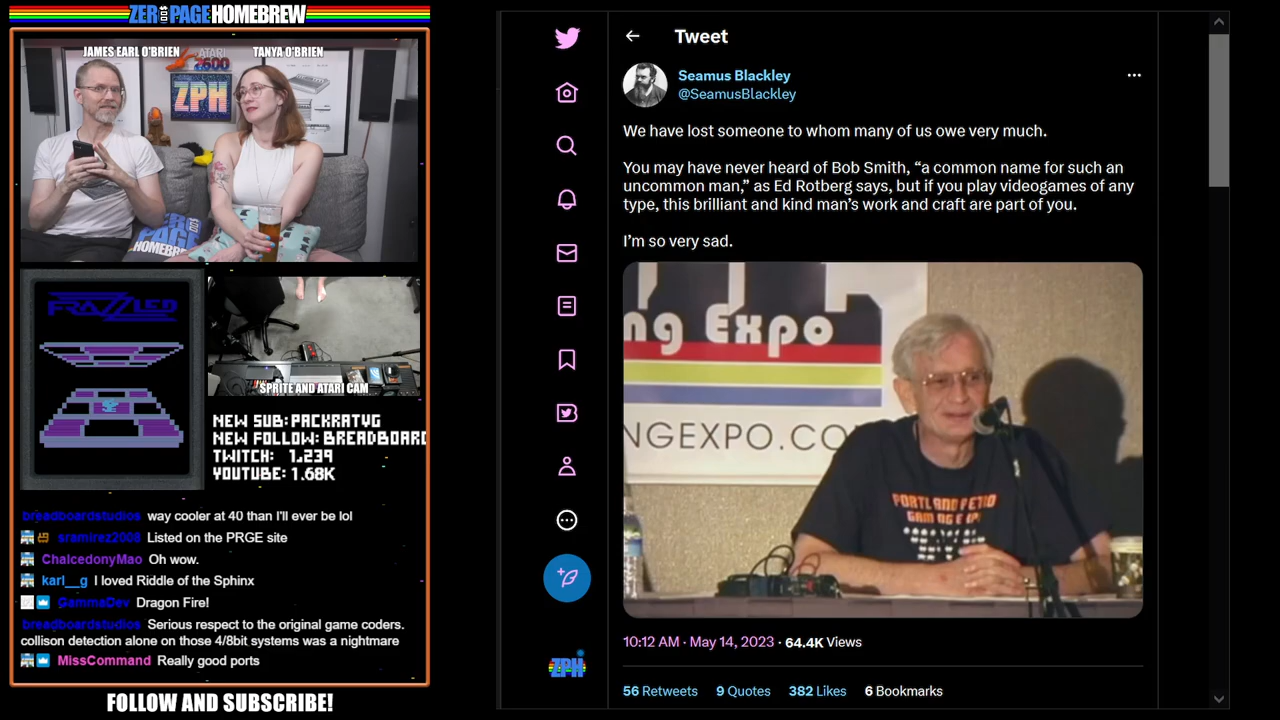 ZEROPAGE HOMEBREW
JAMES EARL O'BRIEN
TANYA O'BRIEN
ATARI
2600
ZPH
ZERO
PAGE
HOMEBREW
FRAZZLED
SPRITE AND ATARI CAM
NEW SUB: PACKRATVG
NEW FOLLOW: BREADBOARD
TWITCH: 1,239
YOUTUBE: 1.68K
breadboardstudios way cooler at 40 than I'll ever be lol
sramirez2008 Listed on the PRGE site
ChalcedonyMao Oh wow.
karl__g I loved Riddle of the Sphinx
GammaDev Dragon Fire!
breadboardstudios Serious respect to the original game coders.
collison detection alone on those 4/8bit systems was a nightmare
MissCommand Really good ports
FOLLOW AND SUBSCRIBE!
Tweet
Seamus Blackley
@SeamusBlackley
We have lost someone to whom many of us owe very much.
You may have never heard of Bob Smith, “a common name for such an
uncommon man,” as Ed Rotberg says, but if you play videogames of any
type, this brilliant and kind man’s work and craft are part of you.
I’m so very sad.
ng Expo
NGEXPO.CO
PORTLAND RETRO
GAMING EXPO
10:12 AM · May 14, 2023 · 64.4K Views
56 Retweets 9 Quotes 382 Likes 6 Bookmarks
ZPH